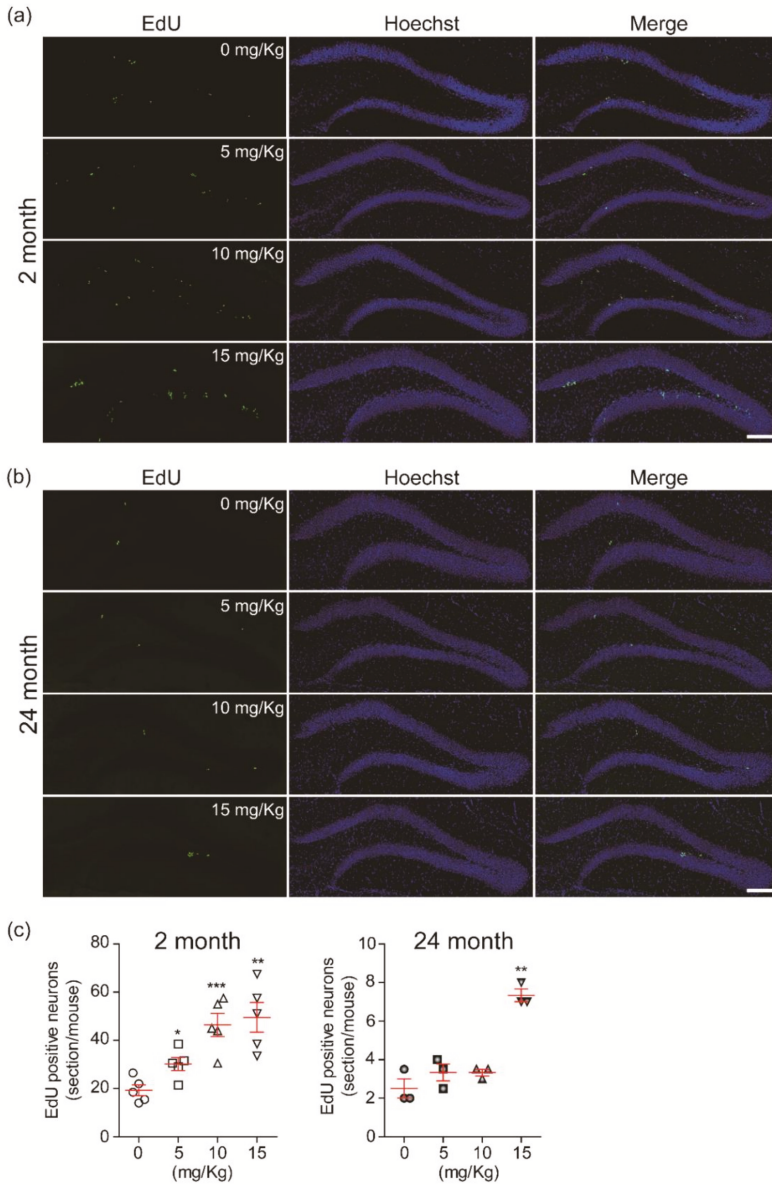 (a)
EdU Hoechst Merge
2 month
0 mg/Kg
5 mg/Kg
10 mg/Kg
15 mg/Kg
(b)
EdU Hoechst Merge
24 month
0 mg/Kg
5 mg/Kg
10 mg/Kg
15 mg/Kg
(c)
2 month
EdU positive neurons
(section/mouse)
80
60
40
20
0
*
***
**
0 5 10 15
(mg/Kg)
24 month
EdU positive neurons
(section/mouse)
10
8
6
4
2
0
**
0 5 10 15
(mg/Kg)